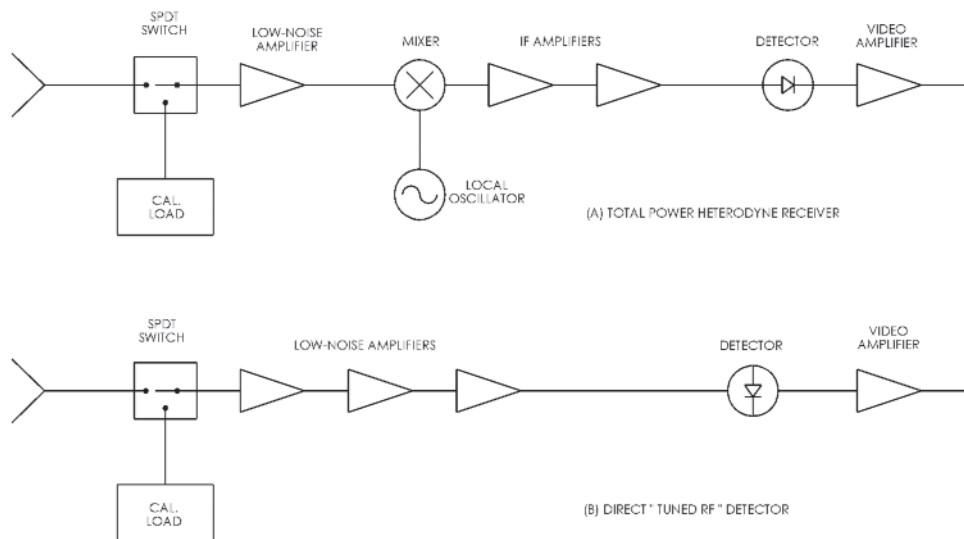 SPDT
SWITCH
LOW-NOISE
AMPLIFIER
MIXER
IF AMPLIFIERS
DETECTOR
VIDEO
AMPLIFIER
CAL.
LOAD
LOCAL
OSCILLATOR
(A) TOTAL POWER HETERODYNE RECEIVER
SPDT
SWITCH
LOW-NOISE AMPLIFIERS
DETECTOR
VIDEO
AMPLIFIER
CAL.
LOAD
(B) DIRECT " TUNED RF " DETECTOR